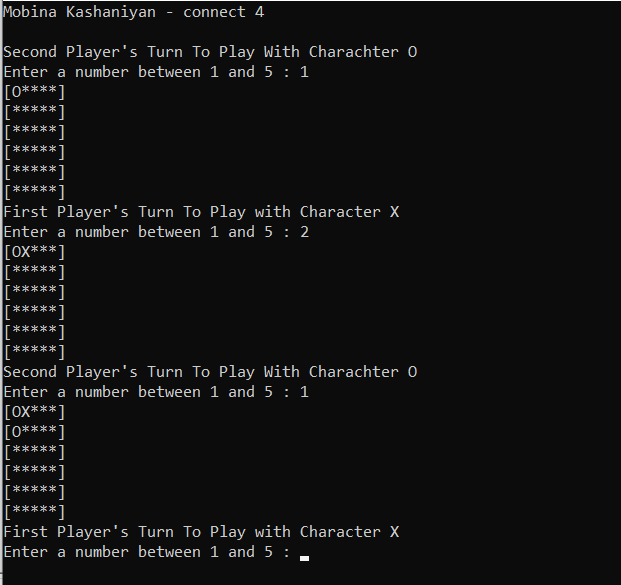 Mobina Kashaniyan - connect 4
Second Player's Turn To Play With Charachter O
Enter a number between 1 and 5 : 1
[O****]
[*****]
[*****]
[*****]
[*****]
[*****]
First Player's Turn To Play with Character X
Enter a number between 1 and 5 : 2
[OX***]
[*****]
[*****]
[*****]
[*****]
[*****]
Second Player's Turn To Play With Charachter O
Enter a number between 1 and 5 : 1
[OX***]
[O****]
[*****]
[*****]
[*****]
[*****]
First Player's Turn To Play with Character X
Enter a number between 1 and 5 :